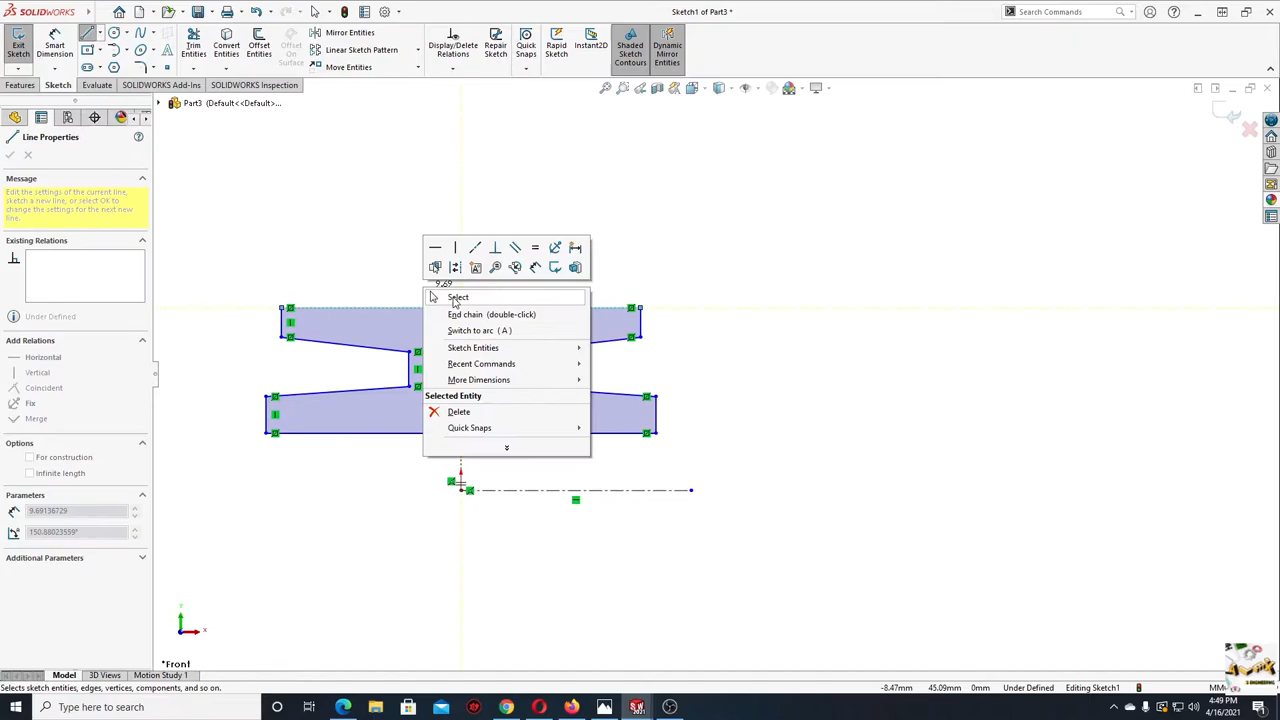 SOLIDWORKS
Sketch1 of Part3 *
Search Commands
Exit Sketch
Smart Dimension
Trim Entities
Convert Entities
Offset Entities
Offset On Surface
Mirror Entities
Linear Sketch Pattern
Move Entities
Display/Delete Relations
Repair Sketch
Quick Snaps
Rapid Sketch
Instant2D
Shaded Sketch Contours
Dynamic Mirror Entities
Features
Sketch
Evaluate
SOLIDWORKS Add-Ins
SOLIDWORKS Inspection
Part3 (Default<<Default>...
Line Properties
Message
Edit the settings of the current line, sketch a new line, or select OK to change the settings for the next new line.
Existing Relations
Under Defined
Add Relations
Horizontal
Vertical
Coincident
Fix
Merge
Options
For construction
Infinite length
Parameters
9.69136729
150.88023559°
Additional Parameters
9.69
Select
End chain (double-click)
Switch to arc ( A )
Sketch Entities
Recent Commands
More Dimensions
Selected Entity
Delete
Quick Snaps
Y
X
*Front
Model
3D Views
Motion Study 1
Selects sketch entities, edges, vertices, components, and so on.
-8.47mm
45.09mm
0mm
Under Defined
Editing Sketch1
Type here to search
4:49 PM
4/16/2021